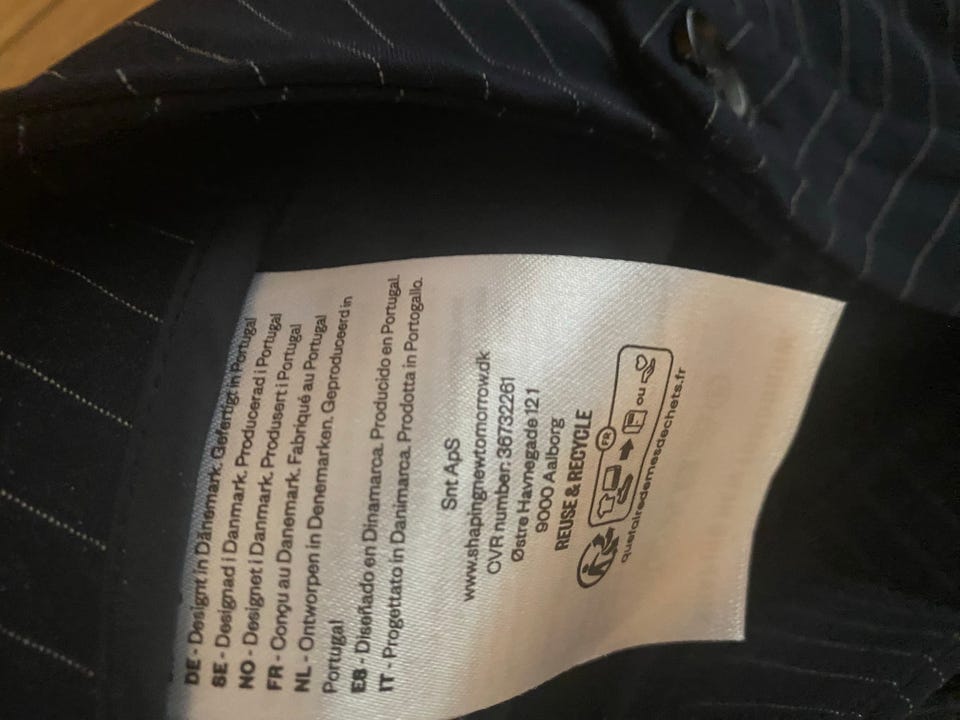 DE - Designt in Dänemark. Gefertigt in Portugal
SE - Designad i Danmark. Producerad i Portugal
NO - Designet i Danmark. Produsert i Portugal
FR - Conçu au Danemark. Fabriqué au Portugal
NL - Ontworpen in Denemarken. Geproduceerd in
Portugal
ES - Diseñado en Dinamarca. Producido en Portugal.
IT - Progettato in Danimarca. Prodotta in Portogallo.
Snt ApS
www.shapingnewtomorrow.dk
CVR number: 36732261
Østre Havnegade 12 1
9000 Aalborg
REUSE & RECYCLE
FR
ou
quefairedemesdechets.fr